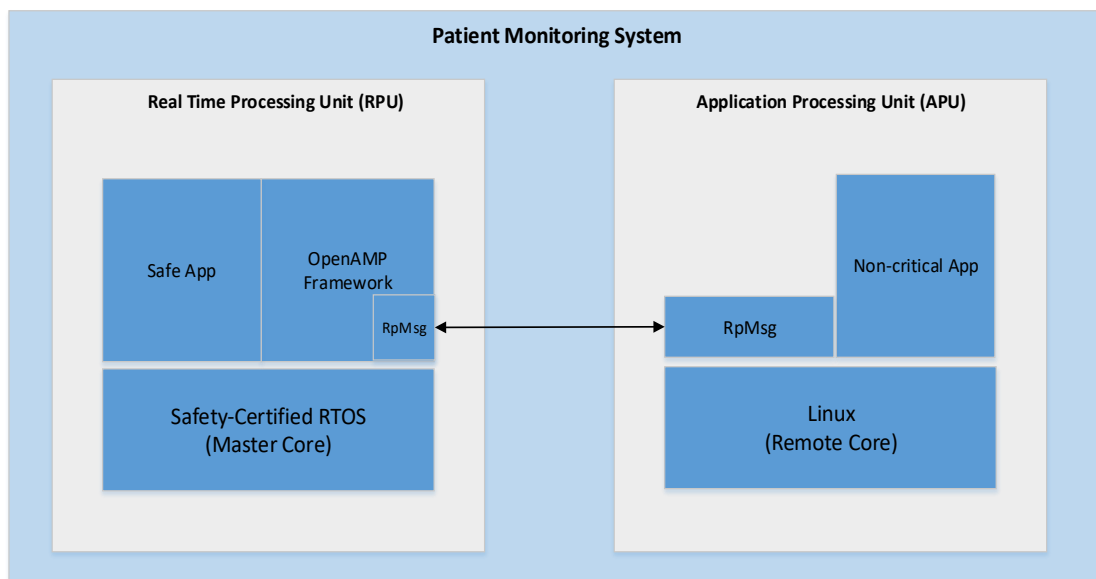 Patient Monitoring System
Real Time Processing Unit (RPU)
Safe App
OpenAMP
Framework
RpMsg
Safety-Certified RTOS
(Master Core)
Application Processing Unit (APU)
Non-critical App
RpMsg
Linux
(Remote Core)